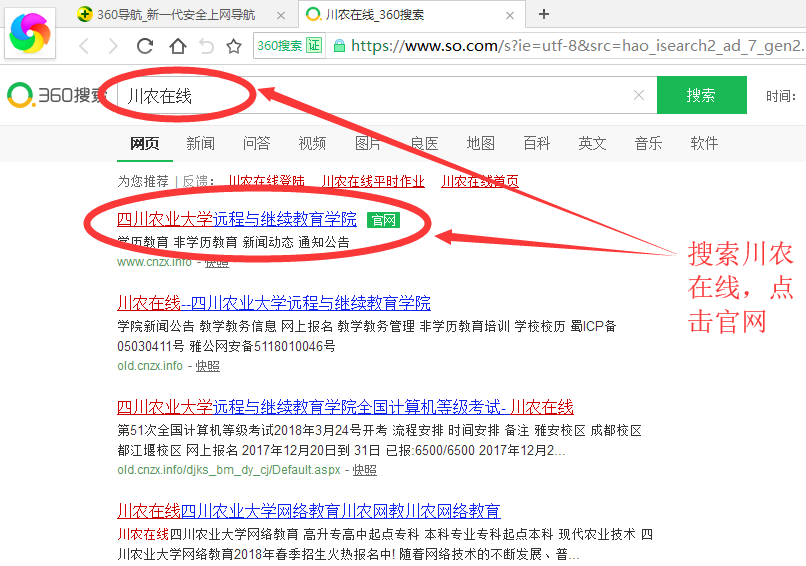 360导航_新一代安全上网导航
川农在线_360搜索
360搜索 证 https://www.so.com/s?ie=utf-8&src=hao_isearch2_ad_7_gen2.
360搜索
川农在线
搜索
时间：
网页 新闻 问答 视频 图片 良医 地图 百科 英文 音乐 软件
为您推荐 | 反馈： 川农在线登陆 川农在线平时作业 川农在线首页
四川农业大学远程与继续教育学院 官网
学历教育 非学历教育 新闻动态 通知公告
www.cnzx.info - 快照
川农在线--四川农业大学远程与继续教育学院
学院新闻公告 教学教务信息 网上报名 教学教务管理 非学历教育培训 学校校历 蜀ICP备
05030411号 雅公网安备5118010046号
old.cnzx.info - 快照
四川农业大学远程与继续教育学院全国计算机等级考试- 川农在线
第51次全国计算机等级考试2018年3月24号开考 流程安排 时间安排 备注 雅安校区 成都校区
都江堰校区 网上报名 2017年12月20日到 31日 已报:6500/6500 2017年12月2...
old.cnzx.info/djks_bm_dy_cj/Default.aspx - 快照
川农在线四川农业大学网络教育川农网教川农网络教育
川农在线四川农业大学网络教育 高升专高中起点专科 本科专业专科起点本科 现代农业技术 四
川农业大学网络教育2018年春季招生火热报名中! 随着网络技术的不断发展、普...
搜索川农
在线，点
击官网